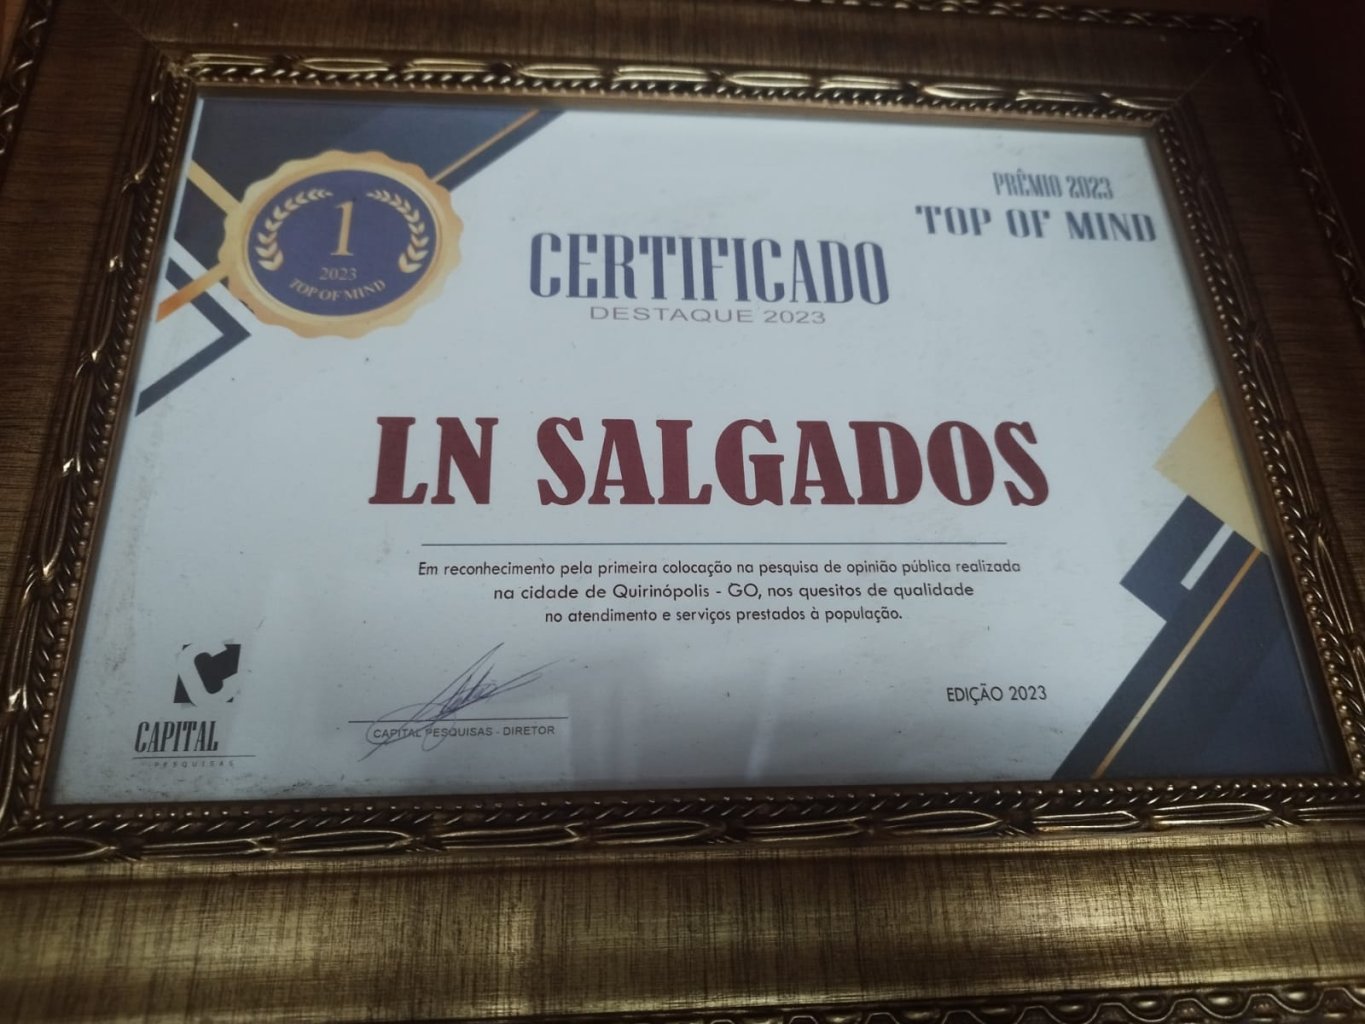 1
2023
TOP OF MIND
PRÊMIO 2023
TOP OF MIND
CERTIFICADO
DESTAQUE 2023
LN SALGADOS
Em reconhecimento pela primeira colocação na pesquisa de opinião pública realizada
na cidade de Quirinópolis - GO, nos quesitos de qualidade
no atendimento e serviços prestados à população.
EDIÇÃO 2023
C
CAPITAL
PESQUISAS
CAPITAL PESQUISAS - DIRETOR